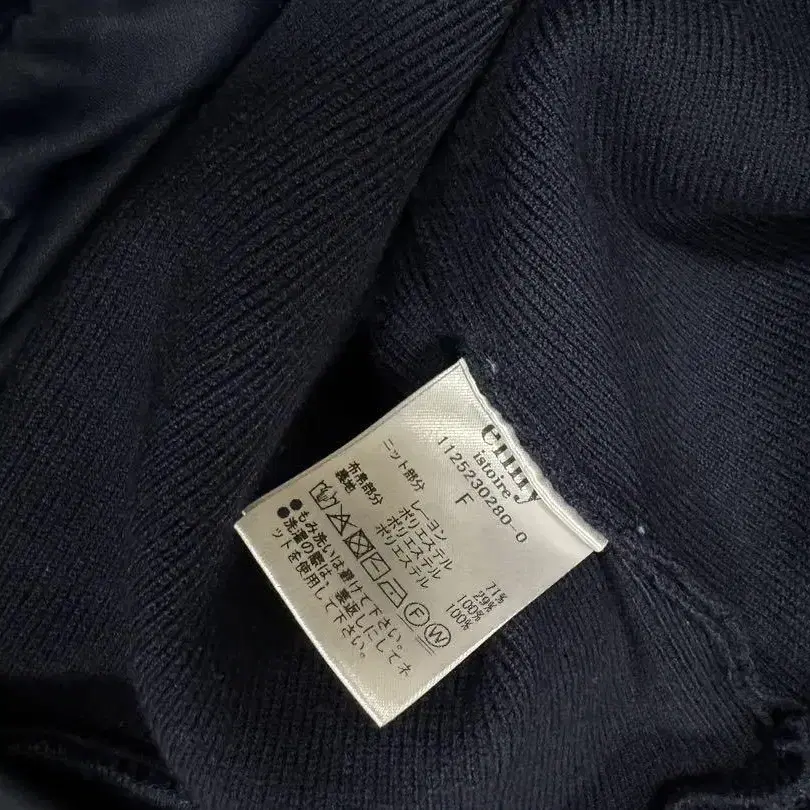 emmy
istoire
1125230280-0
F
ニット部分 レーヨン 71%
ポリエステル 29%
布帛部分 ポリエステル 100%
裏地 ポリエステル 100%
F W
●もみ洗いは避けて下さい。
●洗濯の際は、裏返しにしてネ
ットを使用して下さい。